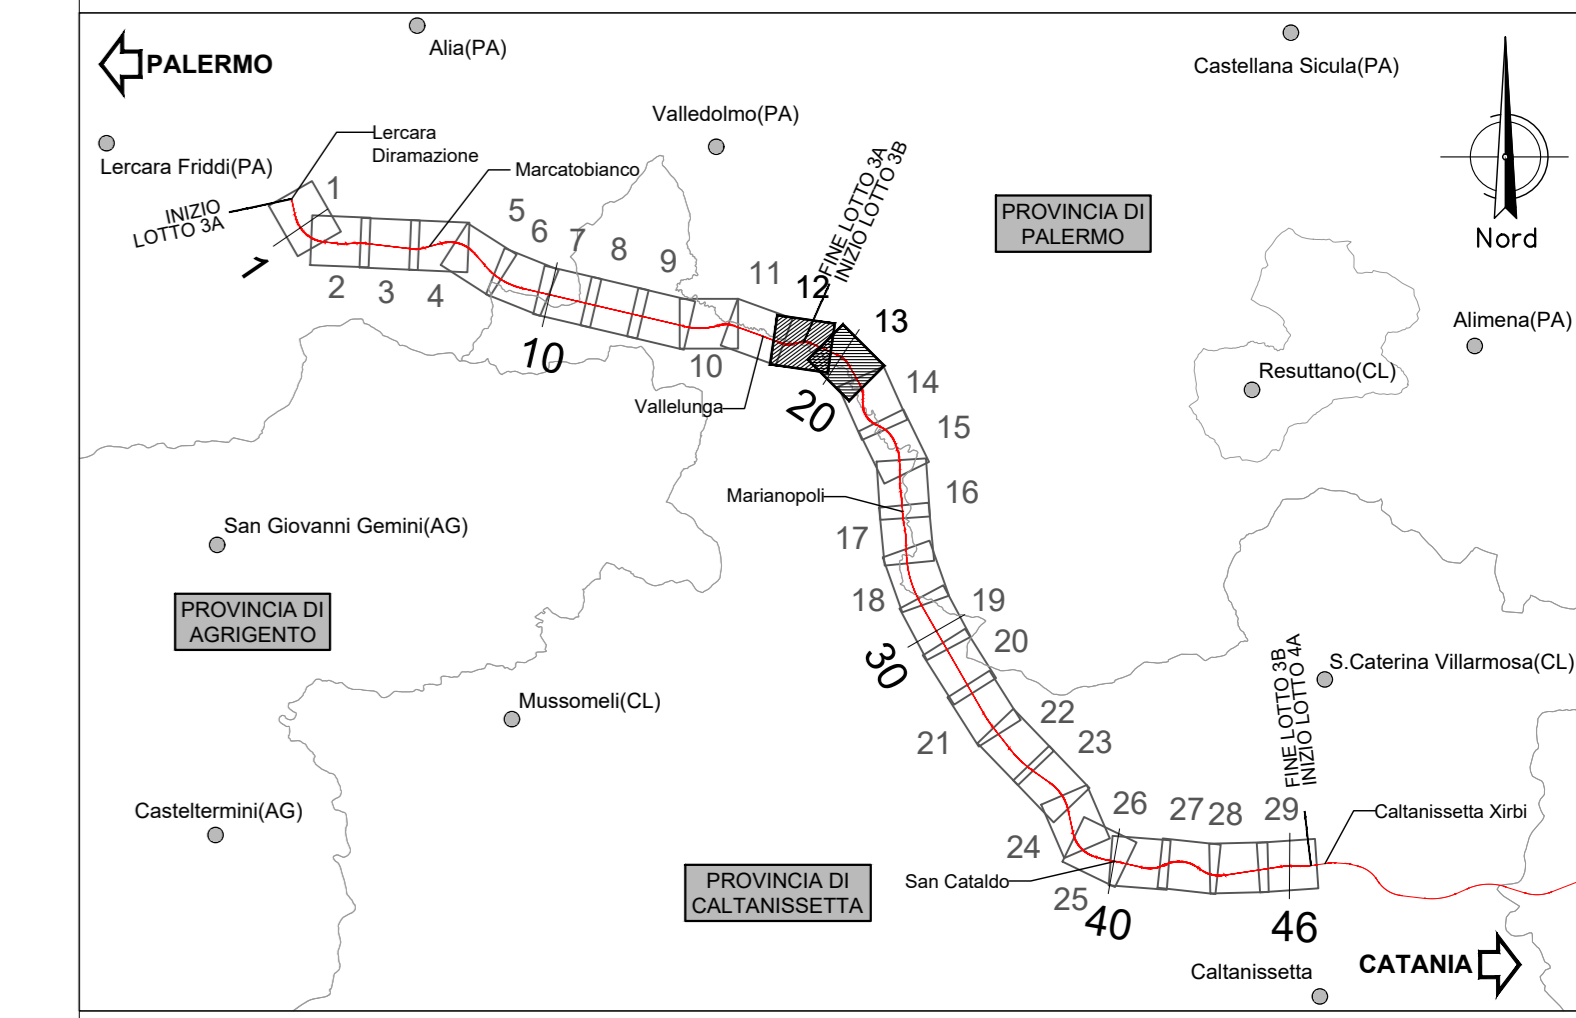 Alia(PA)
Castellana Sicula(PA)
PALERMO
Valledolmo(PA)
Lercara
Diramazione
Lercara Friddi(PA)
Marcatobianco
FINE LOTTO 3A
INIZIO LOTTO 3B
INIZIO
LOTTO 3A
PROVINCIA DI
PALERMO
Nord
1
5
6
7
8
9
11
12
13
1
2
3
4
10
10
20
14
15
Vallelunga
Alimena(PA)
Resuttano(CL)
Marianopoli
16
17
San Giovanni Gemini(AG)
PROVINCIA DI
AGRIGENTO
18
19
20
30
FINE LOTTO 3B
INIZIO LOTTO 4A
S.Caterina Villarmosa(CL)
Mussomeli(CL)
21
22
23
Casteltermini(AG)
24
25
26
27
28
29
Caltanissetta Xirbi
San Cataldo
PROVINCIA DI
CALTANISSETTA
40
46
CATANIA
Caltanissetta